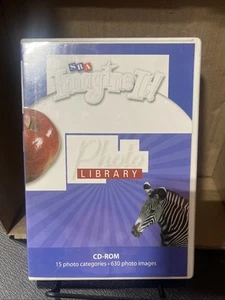 SRA
Imagine It!
Photo
LIBRARY
CD-ROM
15 photo categories • 630 photo images